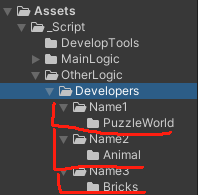 Assets
_Script
DevelopTools
MainLogic
OtherLogic
Developers
Name1
PuzzleWorld
Name2
Animal
Name3
Bricks